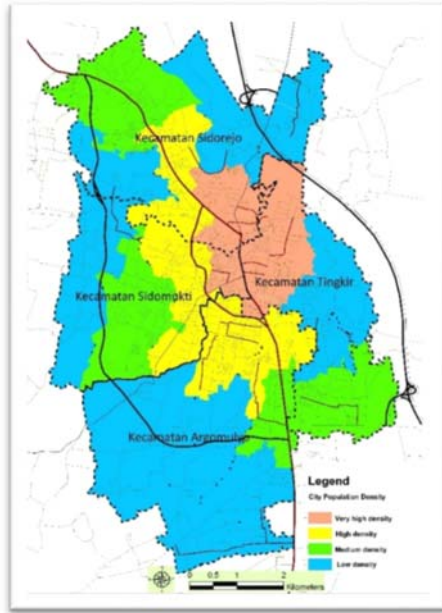 Kecamatan Sidorejo
Kecamatan Tingkir
Kecamatan Sidomukti
Kecamatan Argomulyo
Legend
City Population Density
Very high density
High density
Medium density
Low density
0 0.5 1 2
Kilometers